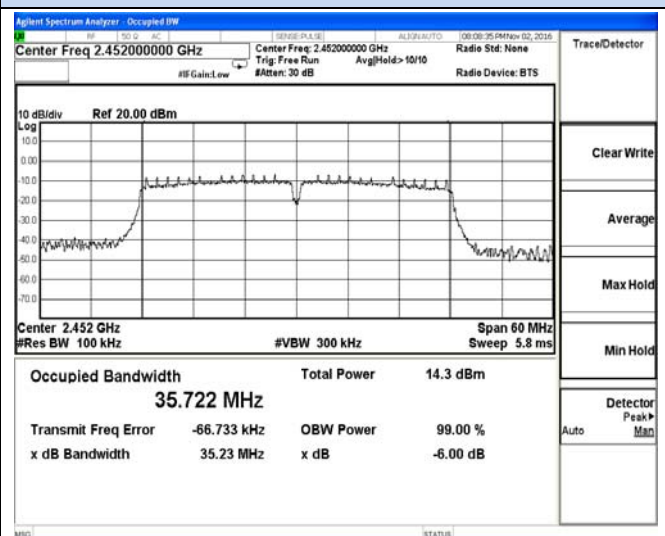 Agilent Spectrum Analyzer - Occupied BW
RF 50 Ω AC SENSE:PULSE ALIGN AUTO 08:08:35 PM Nov 02, 2016
Center Freq 2.452000000 GHz Center Freq: 2.452000000 GHz Radio Std: None Trace/Detector
Trig: Free Run Avg|Hold:> 10/10
#IFGain:Low #Atten: 30 dB Radio Device: BTS
10 dB/div Ref 20.00 dBm
Log
10.0
0.00
-10.0
-20.0
-30.0
-40.0
-50.0
-60.0
-70.0
Clear Write
Average
Max Hold
Min Hold
Center 2.452 GHz Span 60 MHz
#Res BW 100 kHz #VBW 300 kHz Sweep 5.8 ms
Occupied Bandwidth Total Power 14.3 dBm
35.722 MHz
Transmit Freq Error -66.733 kHz OBW Power 99.00 %
x dB Bandwidth 35.23 MHz x dB -6.00 dB
Detector
Peak▶
Auto Man
MSG STATUS